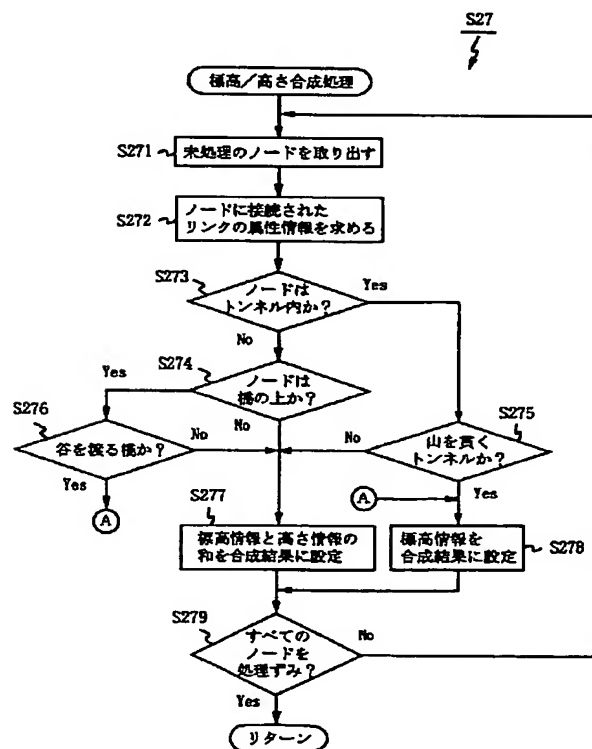 S27
標高/高さ合成処理
S271
未処理のノードを取り出す
S272
ノードに接続された
リンクの属性情報を求める
S273
ノードは
トンネル内か?
Yes
No
S274
ノードは
橋の上か?
Yes
No
S276
谷を渡る橋か?
No
Yes
A
S275
山を貫く
トンネルか?
No
Yes
A
S277
標高情報と高さ情報の
和を合成結果に設定
標高情報を
合成結果に設定
S278
S279
すべての
ノードを
処理ずみ?
No
Yes
リターン